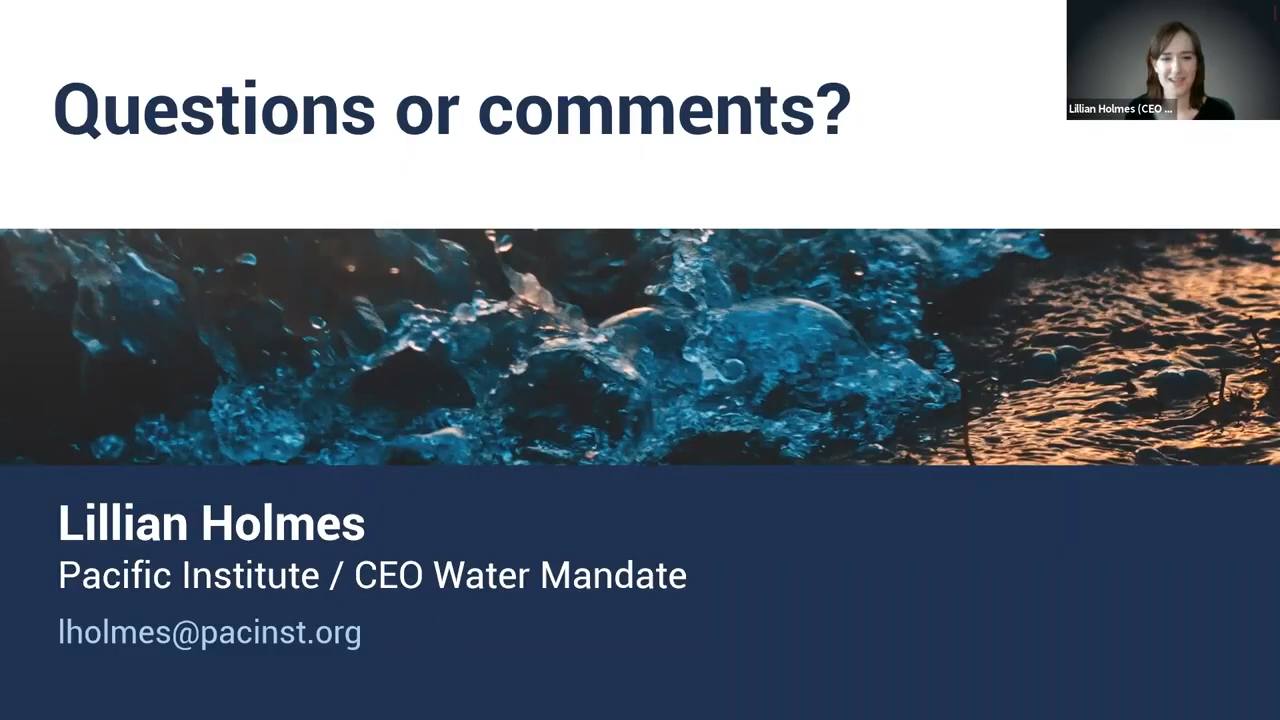 Questions or comments?
Lillian Holmes (CEO ...
Lillian Holmes
Pacific Institute / CEO Water Mandate
lholmes@pacinst.org